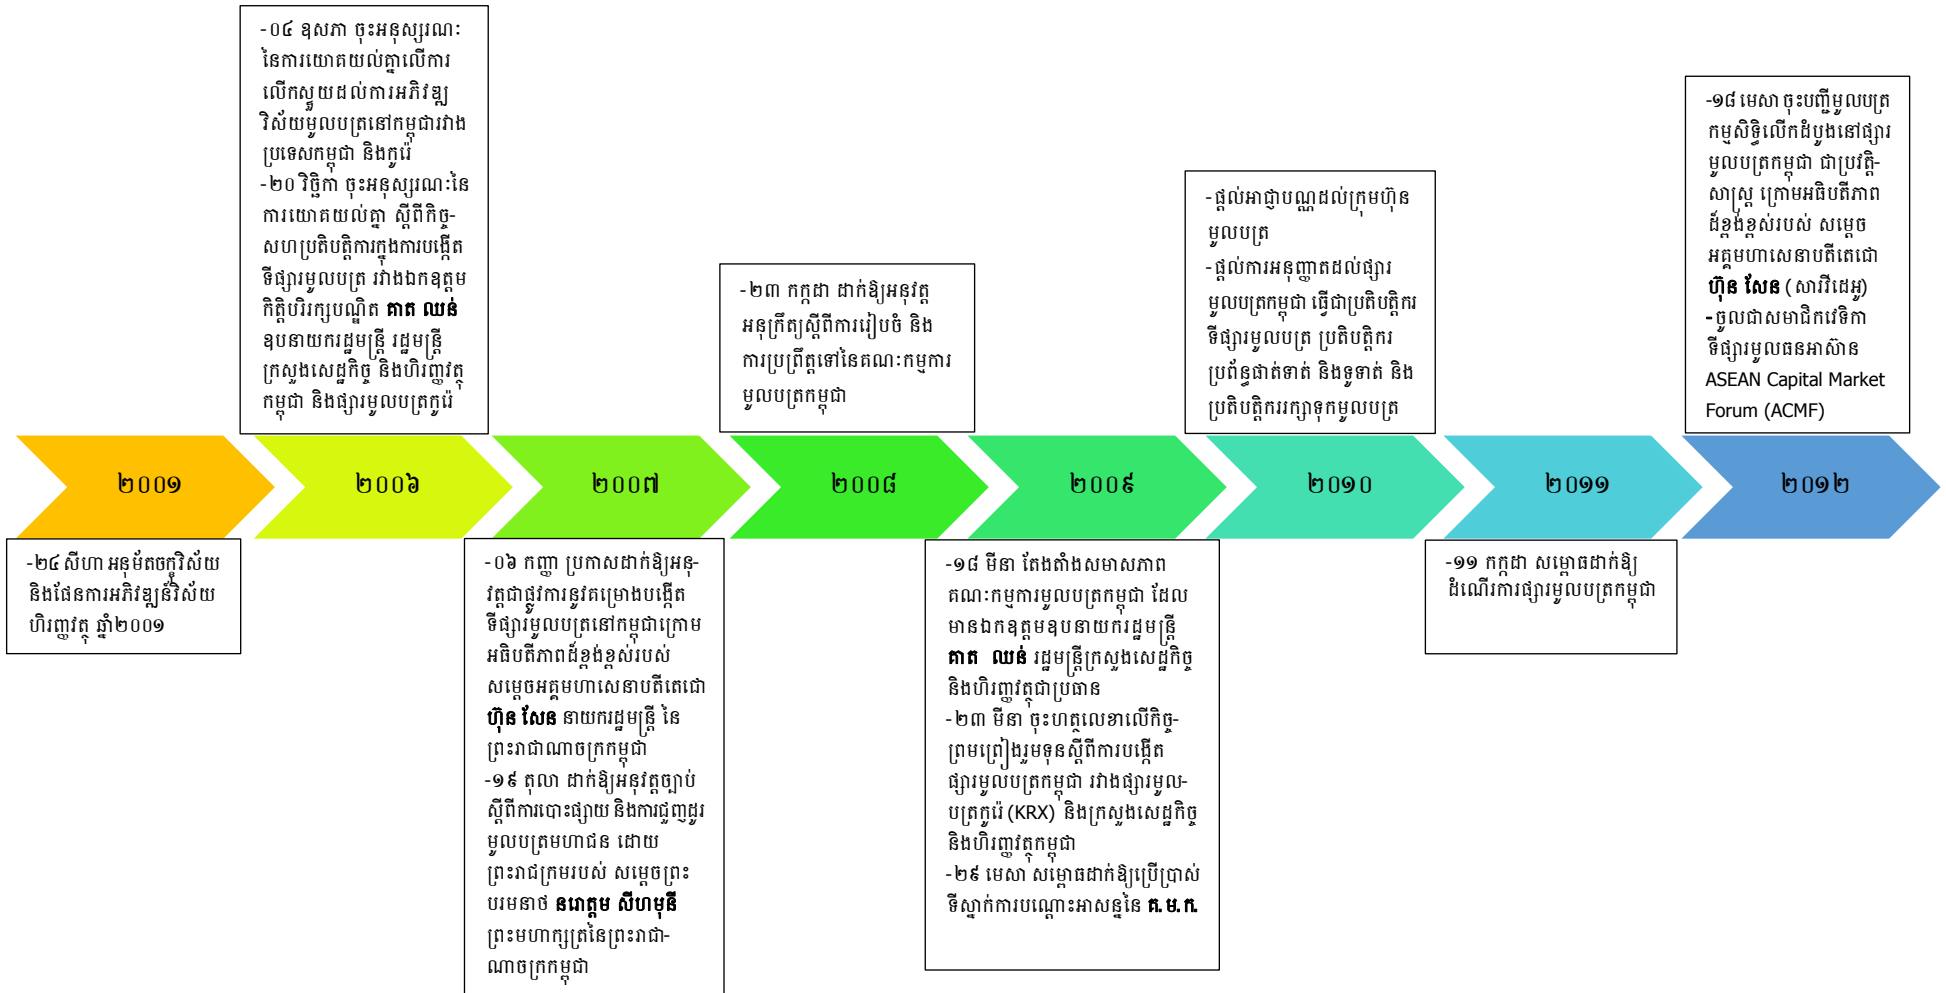 -០៤ ឧសភា ចុះអនុស្សរណៈ
នៃការយោគយល់គ្នាលើការ
លើកស្ទួយដល់ការអភិវឌ្ឍ
វិស័យមូលបត្រនៅកម្ពុជារវាង
ប្រទេសកម្ពុជា និងកូរ៉េ
-២០ វិច្ឆិកា ចុះអនុស្សរណៈនៃ
ការយោគយល់គ្នា ស្តីពីកិច្ច-
សហប្រតិបត្តិការក្នុងការបង្កើត
ទីផ្សារមូលបត្រ រវាងឯកឧត្តម
កិត្តិបរិរក្សបណ្ឌិត គាត ឈន់
ឧបនាយករដ្ឋមន្ត្រី រដ្ឋមន្ត្រី
ក្រសួងសេដ្ឋកិច្ច និងហិរញ្ញវត្ថុ
កម្ពុជា និងផ្សារមូលបត្រកូរ៉េ
-២៣ កក្កដា ដាក់ឱ្យអនុវត្ត
អនុក្រឹត្យស្តីពីការរៀបចំ និង
ការប្រព្រឹត្តទៅនៃគណៈកម្មការ
មូលបត្រកម្ពុជា
-ផ្តល់អាជ្ញាបណ្ណដល់ក្រុមហ៊ុន
មូលបត្រ
-ផ្តល់ការអនុញ្ញាតដល់ផ្សារ
មូលបត្រកម្ពុជា ធ្វើជាប្រតិបត្តិករ
ទីផ្សារមូលបត្រ ប្រតិបត្តិករ
ប្រព័ន្ធផាត់ទាត់ និងទូទាត់ និង
ប្រតិបត្តិកររក្សាទុកមូលបត្រ
-១៨ មេសា ចុះបញ្ជីមូលបត្រ
កម្មសិទ្ធិលើកដំបូងនៅផ្សារ
មូលបត្រកម្ពុជា ជាប្រវត្តិ-
សាស្ត្រ ក្រោមអធិបតីភាព
ដ៏ខ្ពង់ខ្ពស់របស់ សម្តេច
អគ្គមហាសេនាបតីតេជោ
ហ៊ុន សែន (សារវីដេអូ)
-ចូលជាសមាជិកវេទិកា
ទីផ្សារមូលធនអាស៊ាន
ASEAN Capital Market
Forum (ACMF)
២០០១
២០០៦
២០០៧
២០០៨
២០០៩
២០១០
២០១១
២០១២
-២៤ សីហា អនុម័តចក្ខុវិស័យ
និងផែនការអភិវឌ្ឍន៍វិស័យ
ហិរញ្ញវត្ថុ ឆ្នាំ២០០១
-០៦ កញ្ញា ប្រកាសដាក់ឱ្យអនុ-
វត្តជាផ្លូវការនូវគម្រោងបង្កើត
ទីផ្សារមូលបត្រនៅកម្ពុជាក្រោម
អធិបតីភាពដ៏ខ្ពង់ខ្ពស់របស់
សម្តេចអគ្គមហាសេនាបតីតេជោ
ហ៊ុន សែន នាយករដ្ឋមន្ត្រី នៃ
ព្រះរាជាណាចក្រកម្ពុជា
-១៩ តុលា ដាក់ឱ្យអនុវត្តច្បាប់
ស្តីពីការបោះផ្សាយ និងការជួញដូរ
មូលបត្រមហាជន ដោយ
ព្រះរាជក្រមរបស់ សម្តេចព្រះ
បរមនាថ នរោត្តម សីហមុនី
ព្រះមហាក្សត្រនៃព្រះរាជា-
ណាចក្រកម្ពុជា
-១៨ មីនា តែងតាំងសមាសភាព
គណៈកម្មការមូលបត្រកម្ពុជា ដែល
មានឯកឧត្តមឧបនាយករដ្ឋមន្ត្រី
គាត ឈន់ រដ្ឋមន្ត្រីក្រសួងសេដ្ឋកិច្ច
និងហិរញ្ញវត្ថុជាប្រធាន
-២៣ មីនា ចុះហត្ថលេខាលើកិច្ច-
ព្រមព្រៀងរួមទុនស្តីពីការបង្កើត
ផ្សារមូលបត្រកម្ពុជា រវាងផ្សារមូល-
បត្រកូរ៉េ (KRX) និងក្រសួងសេដ្ឋកិច្ច
និងហិរញ្ញវត្ថុកម្ពុជា
-២៩ មេសា សម្ពោធដាក់ឱ្យប្រើប្រាស់
ទីស្នាក់ការបណ្តោះអាសន្ននៃ គ.ម.ក.
-១១ កក្កដា សម្ពោធដាក់ឱ្យ
ដំណើរការផ្សារមូលបត្រកម្ពុជា